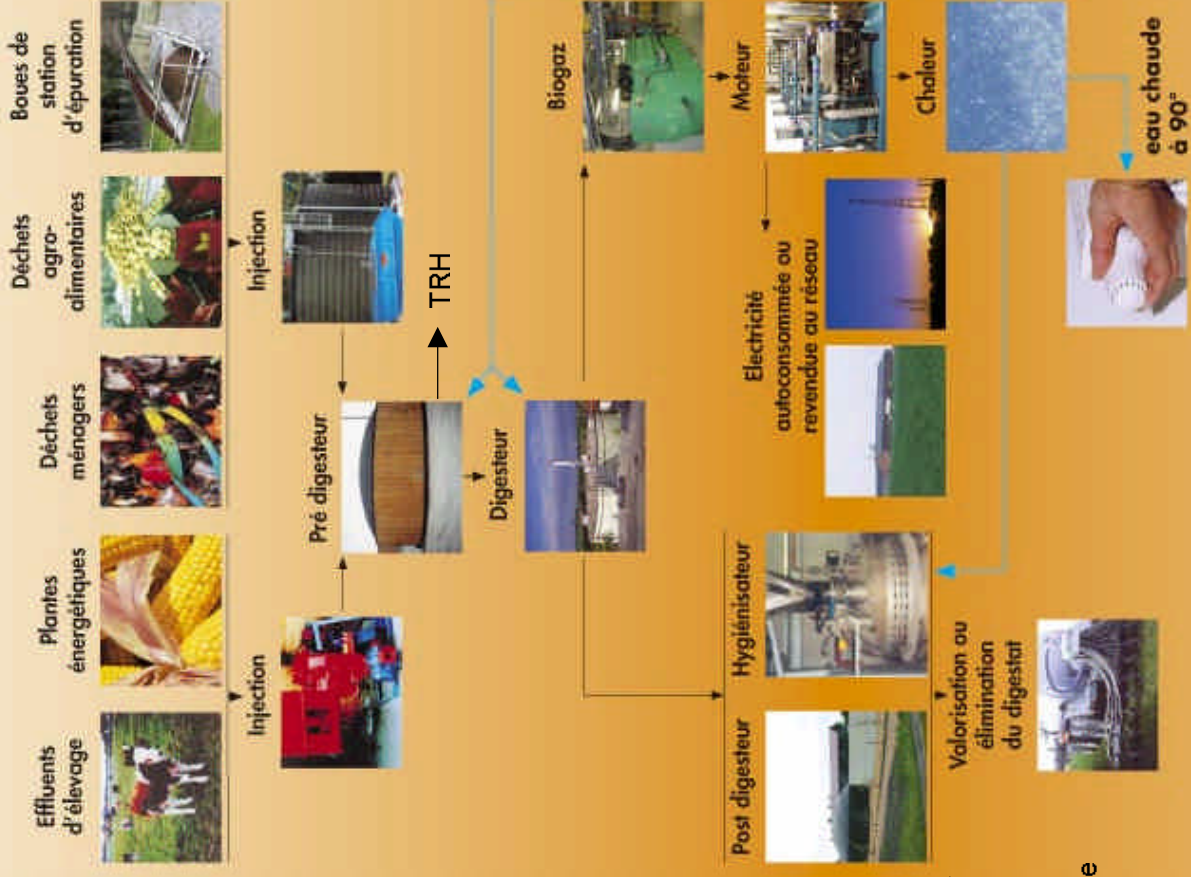 Effluents
d'élevage
Plantes
énergétiques
Déchets
ménagers
Déchets
agro-
alimentaires
Boues de
station
d'épuration
Injection
Injection
Pré digesteur
TRH
Digesteur
Biogaz
Moteur
Chaleur
Electricité
autoconsommée ou
revendue au réseau
eau chaude
à 90°
Post digesteur
Hygiénisateur
Valorisation ou
élimination
du digestat
e